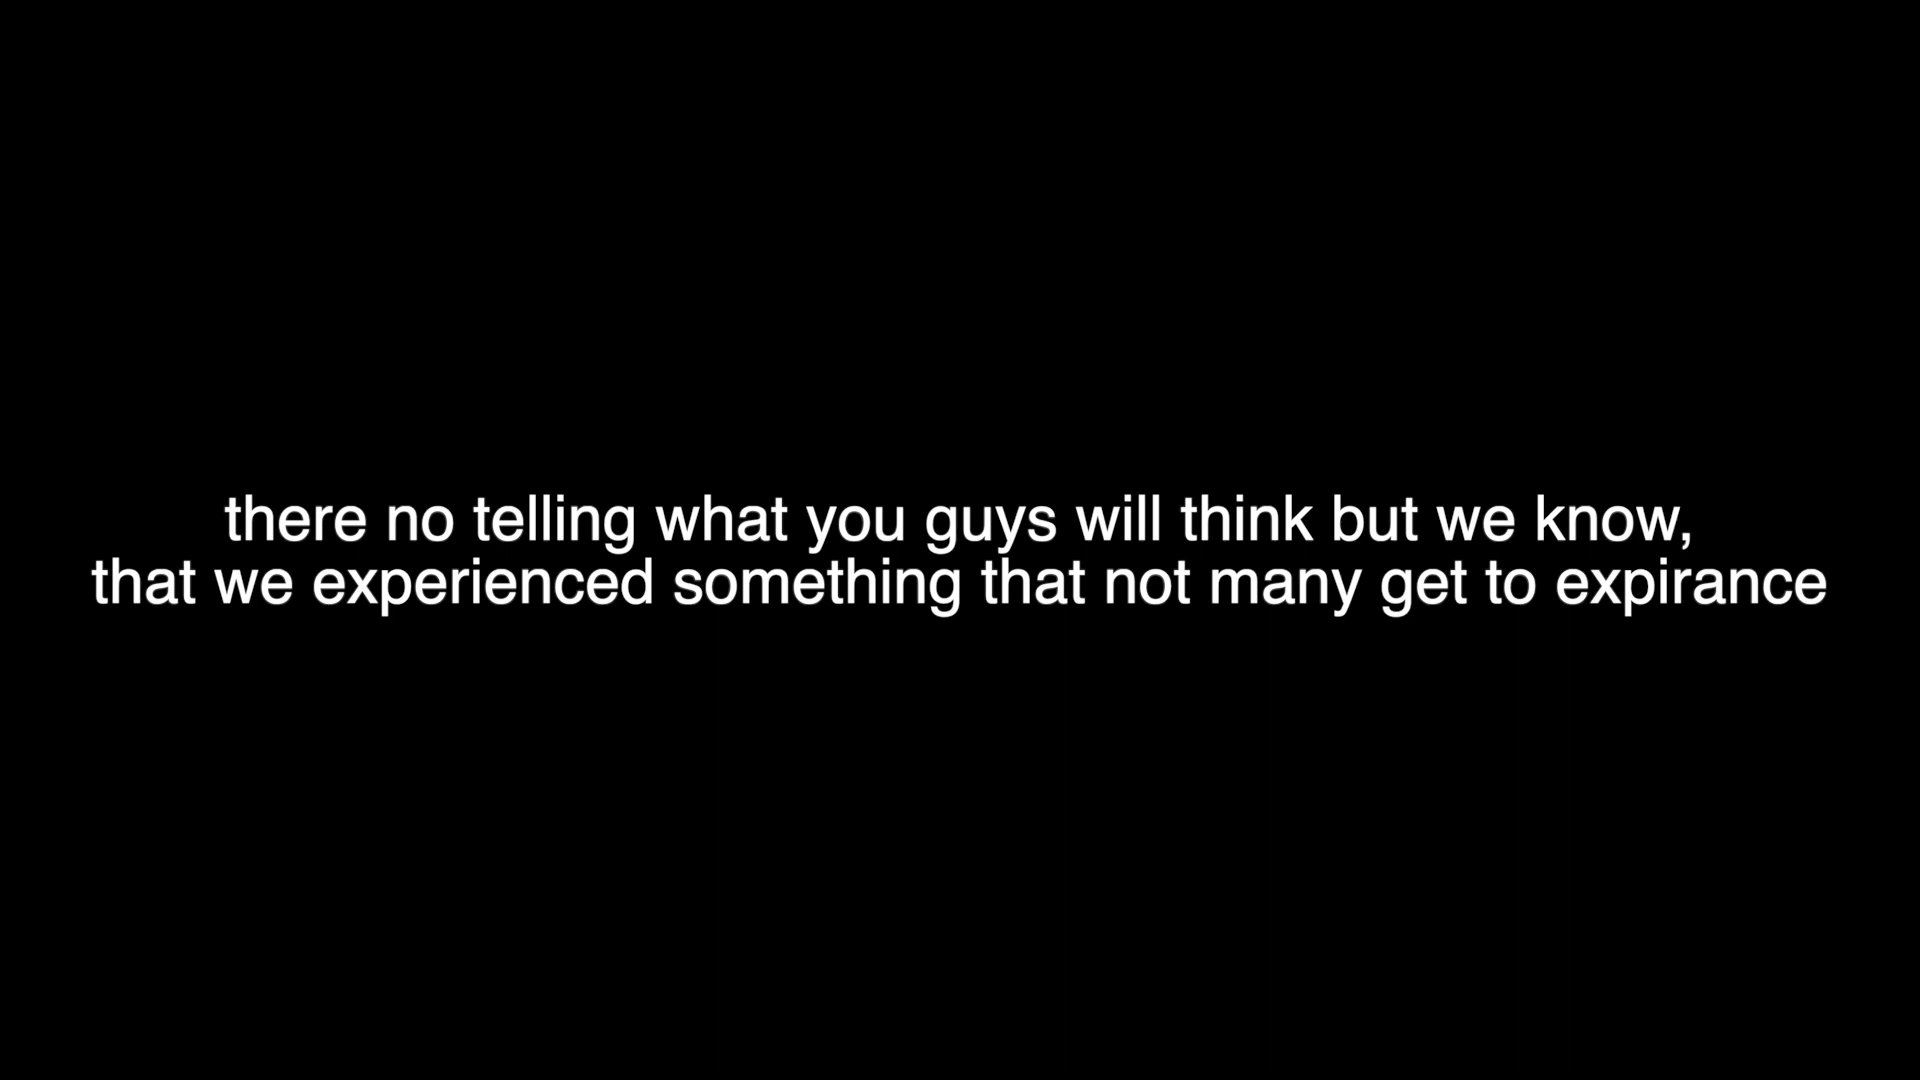 there no telling what you guys will think but we know,
that we experienced something that not many get to expirance